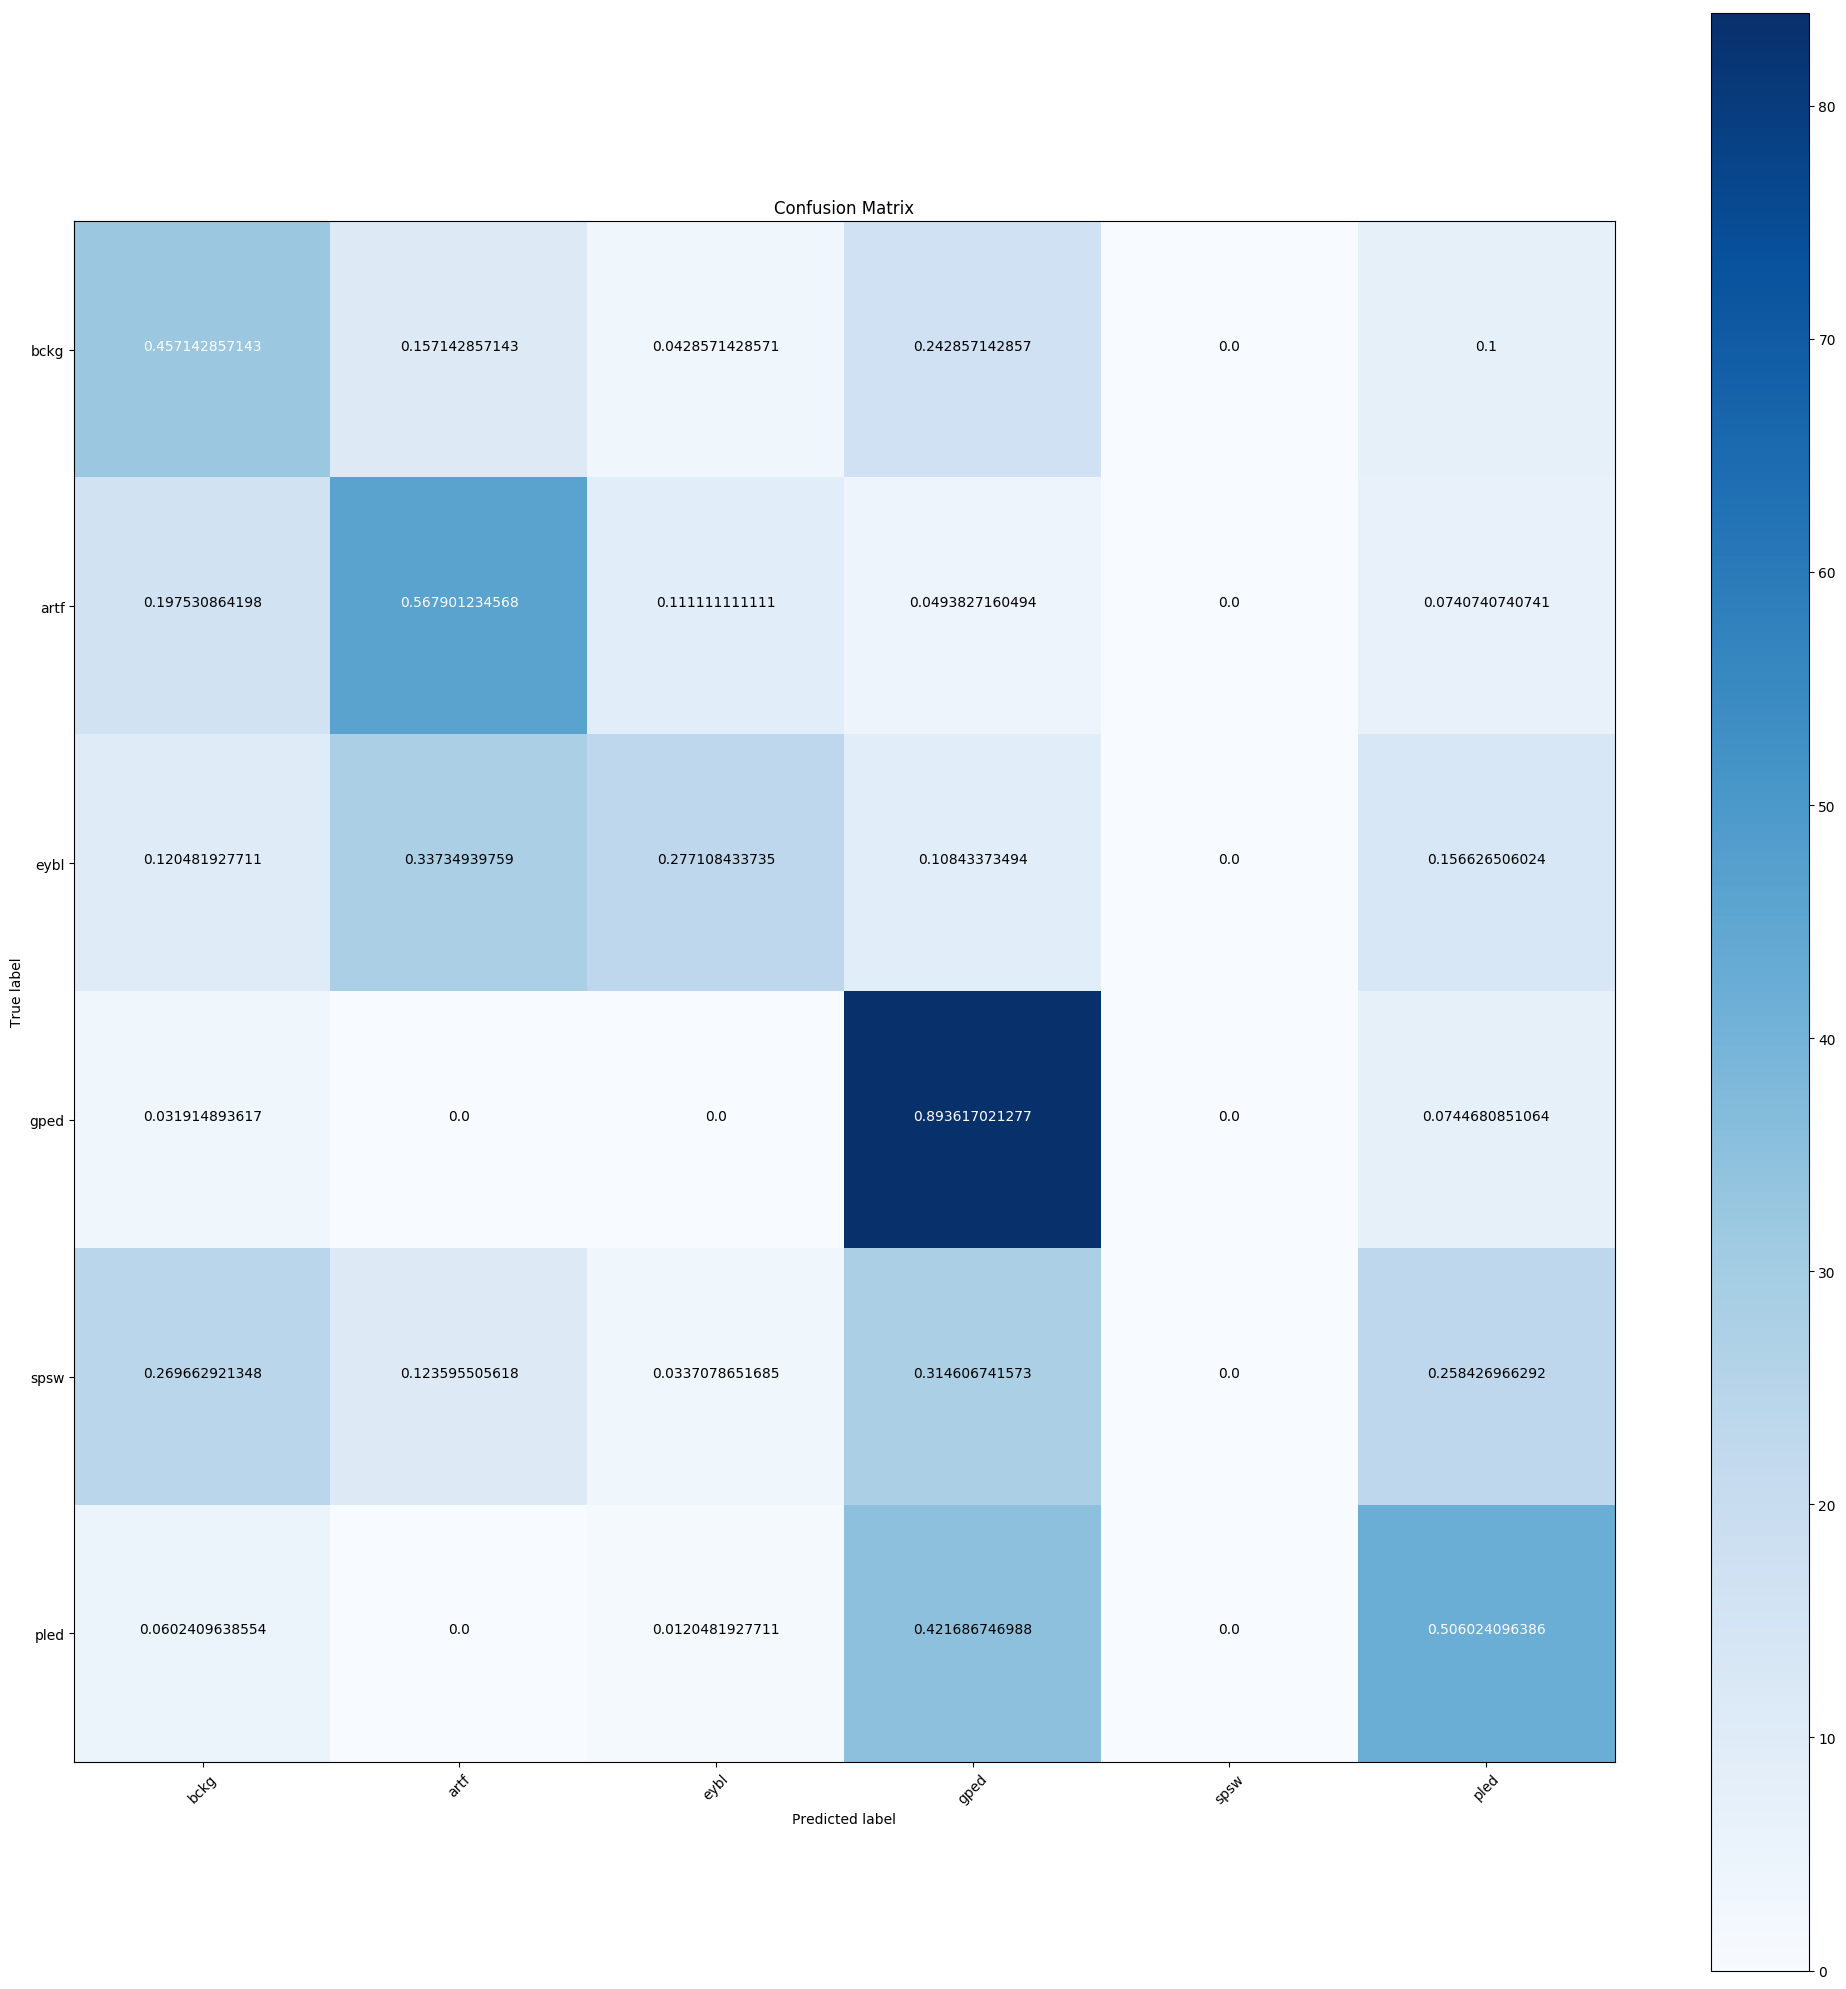 Confusion Matrix
bckg 0.457142857143 0.157142857143 0.0428571428571 0.242857142857 0.0 0.1
artf 0.197530864198 0.567901234568 0.111111111111 0.0493827160494 0.0 0.0740740740741
eybl 0.120481927711 0.33734939759 0.277108433735 0.10843373494 0.0 0.156626506024
gped 0.031914893617 0.0 0.0 0.893617021277 0.0 0.0744680851064
spsw 0.269662921348 0.123595505618 0.0337078651685 0.314606741573 0.0 0.258426966292
pled 0.0602409638554 0.0 0.0120481927711 0.421686746988 0.0 0.506024096386
True label
bckg artf eybl gped spsw pled
Predicted label
80
70
60
50
40
30
20
10
0